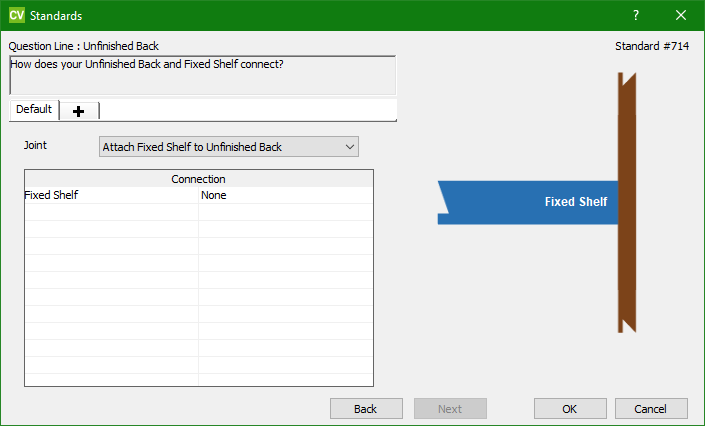 CV Standards
Question Line : Unfinished Back
Standard #714
How does your Unfinished Back and Fixed Shelf connect?
Default
Joint
Attach Fixed Shelf to Unfinished Back
Connection
Fixed Shelf None
Fixed Shelf
Back Next OK Cancel